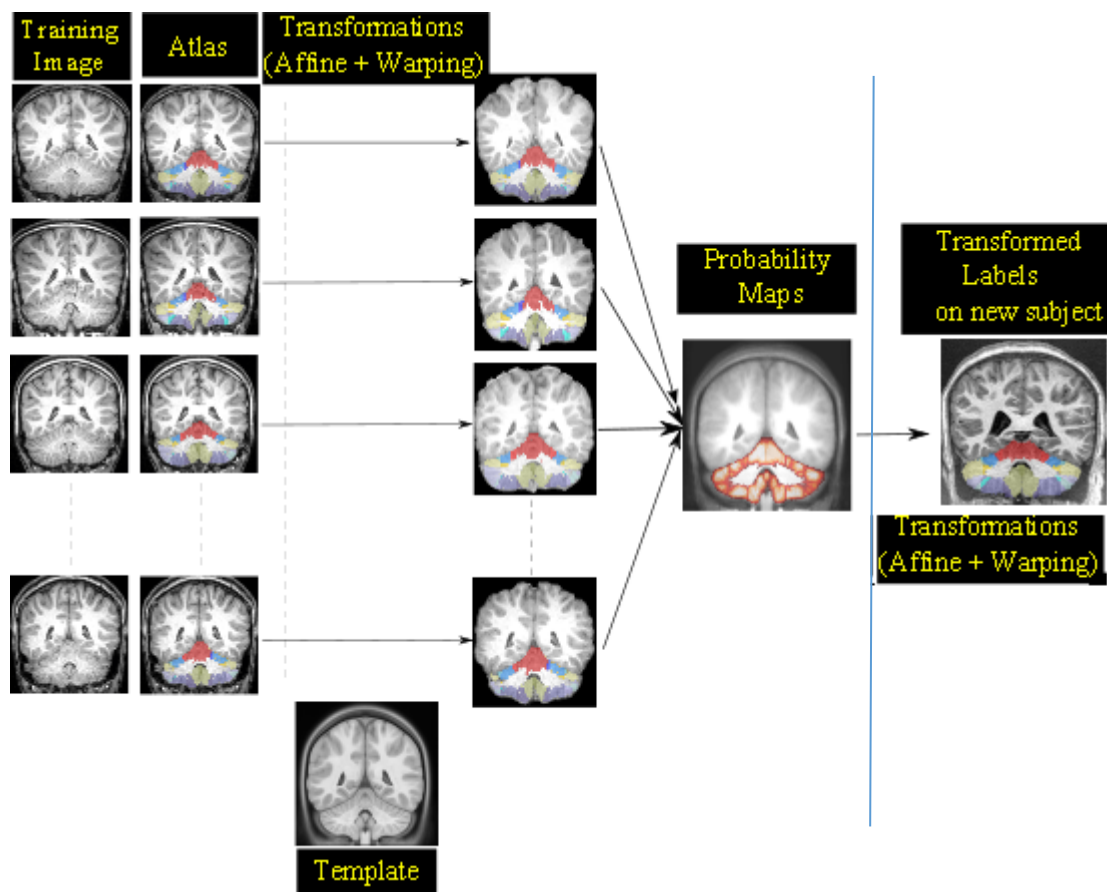 Training
Image
Atlas
Transformations
(Affine + Warping)
Probability
Maps
Transformed
Labels
on new subject
Transformations
(Affine + Warping)
Template